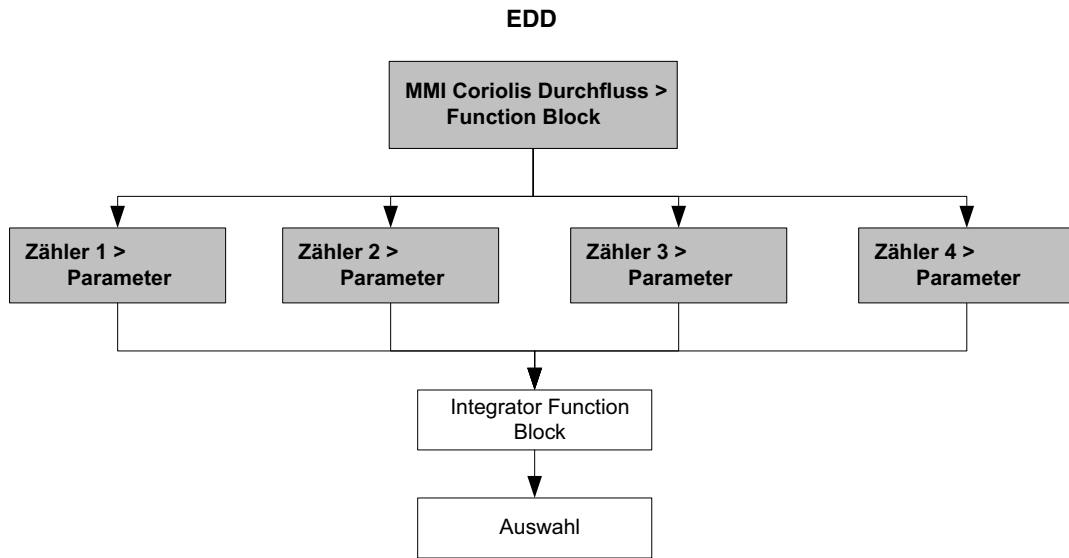 EDD
MMI Coriolis Durchfluss >
Function Block
Zähler 1 >
Parameter
Zähler 2 >
Parameter
Zähler 3 >
Parameter
Zähler 4 >
Parameter
Integrator Function
Block
Auswahl